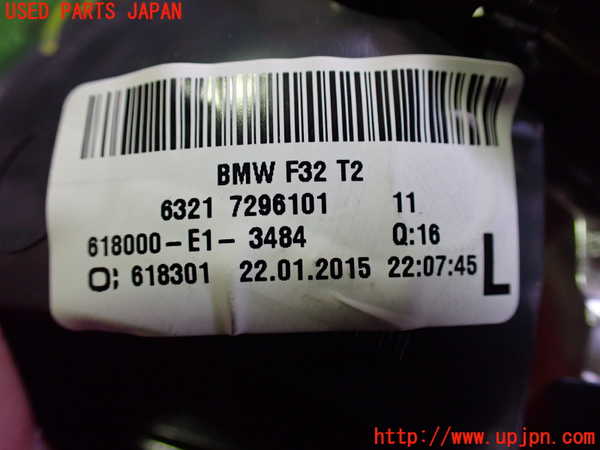 USED PARTS JAPAN
BMW F32 T2
6321 7296101 11
618000-E1- 3484 Q:16
O; 618301 22.01.2015 22:07:45 L
http://www.upjpn.com/